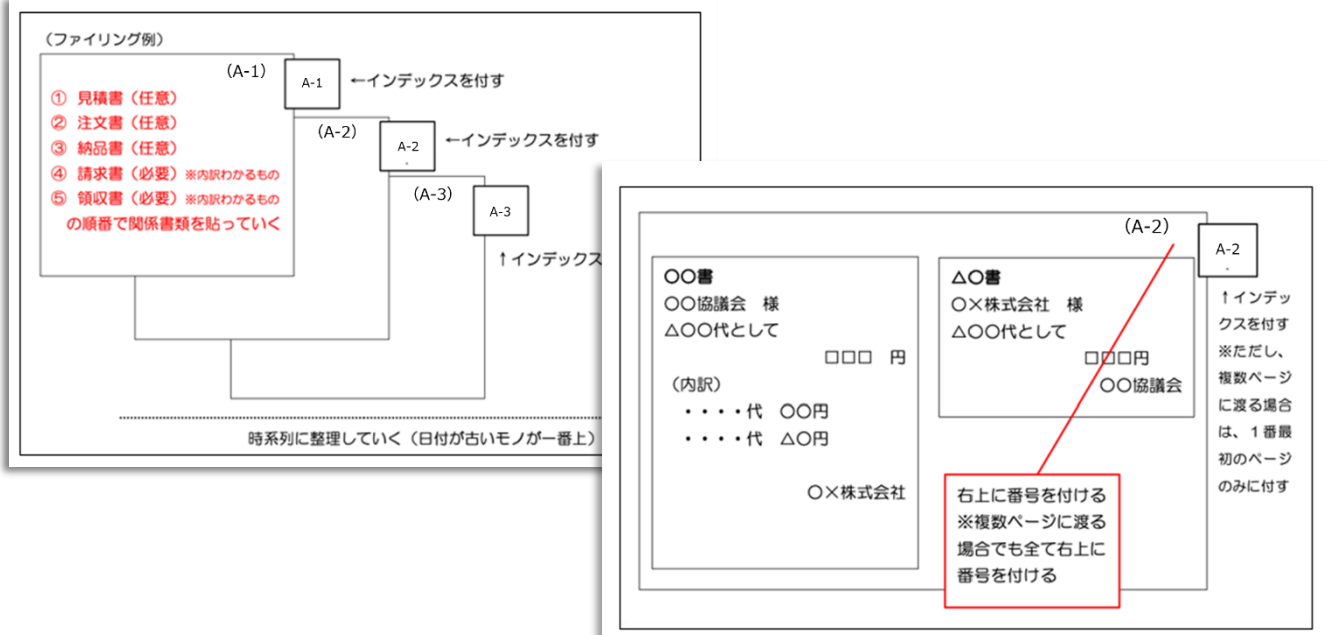 （ファイリング例）
（A-1）
A-1
←インデックスを付す
① 見積書（任意）
② 注文書（任意）
③ 納品書（任意）
④ 請求書（必要）※内訳わかるもの
⑤ 領収書（必要）※内訳わかるもの
の順番で関係書類を貼っていく
（A-2）
A-2
←インデックスを付す
（A-3）
A-3
↑インデックス
時系列に整理していく（日付が古いモノが一番上）
（A-2）
A-2
↑インデッ
クスを付す
※ただし、
複数ページ
に渡る場合
は、１番最
初のページ
のみに付す
〇〇書
〇〇協議会　様
△〇〇代として
□□□　円
（内訳）
・・・・代　〇〇円
・・・・代　△〇円
〇×株式会社
△〇書
〇×株式会社　様
△〇〇代として
□□□円
〇〇協議会
右上に番号を付ける
※複数ページに渡る
場合でも全て右上に
番号を付ける